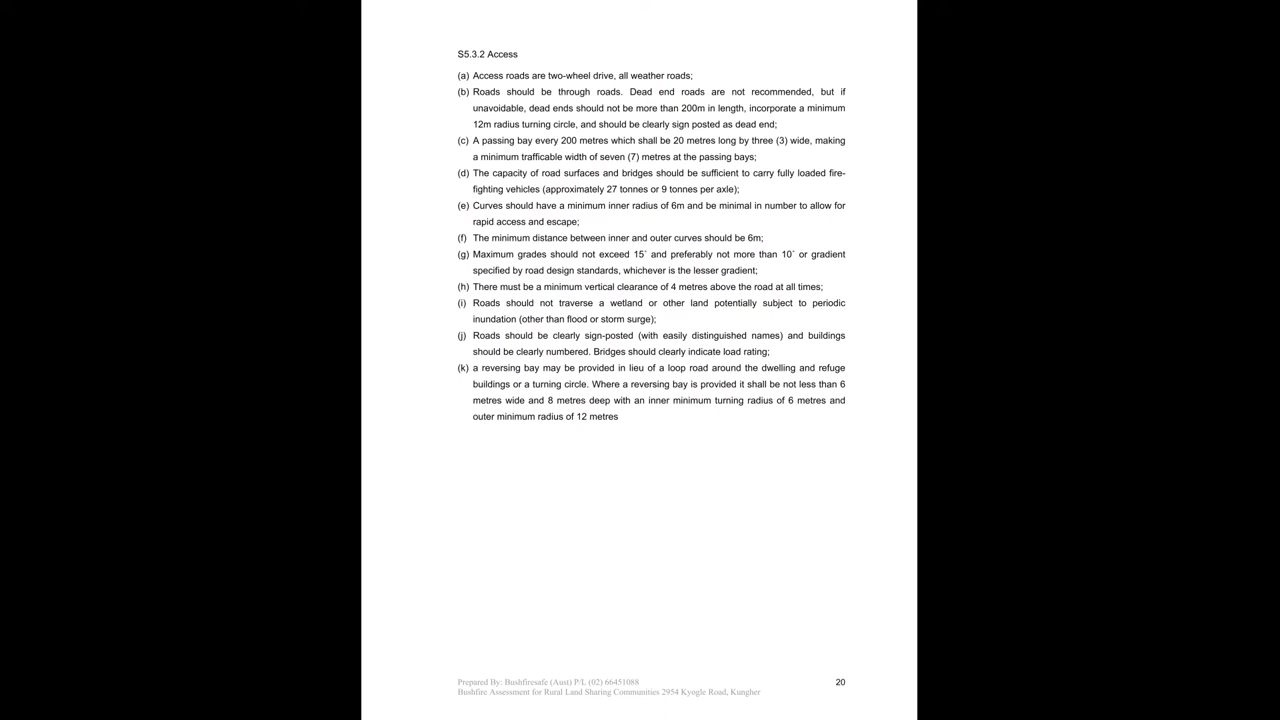 S5.3.2 Access
(a) Access roads are two-wheel drive, all weather roads;
(b) Roads should be through roads. Dead end roads are not recommended, but if
unavoidable, dead ends should not be more than 200m in length, incorporate a minimum
12m radius turning circle, and should be clearly sign posted as dead end;
(c) A passing bay every 200 metres which shall be 20 metres long by three (3) wide, making
a minimum trafficable width of seven (7) metres at the passing bays;
(d) The capacity of road surfaces and bridges should be sufficient to carry fully loaded fire-
fighting vehicles (approximately 27 tonnes or 9 tonnes per axle);
(e) Curves should have a minimum inner radius of 6m and be minimal in number to allow for
rapid access and escape;
(f) The minimum distance between inner and outer curves should be 6m;
(g) Maximum grades should not exceed 15˚ and preferably not more than 10˚ or gradient
specified by road design standards, whichever is the lesser gradient;
(h) There must be a minimum vertical clearance of 4 metres above the road at all times;
(i) Roads should not traverse a wetland or other land potentially subject to periodic
inundation (other than flood or storm surge);
(j) Roads should be clearly sign-posted (with easily distinguished names) and buildings
should be clearly numbered. Bridges should clearly indicate load rating;
(k) a reversing bay may be provided in lieu of a loop road around the dwelling and refuge
buildings or a turning circle. Where a reversing bay is provided it shall be not less than 6
metres wide and 8 metres deep with an inner minimum turning radius of 6 metres and
outer minimum radius of 12 metres
Prepared By: Bushfiresafe (Aust) P/L (02) 66451088
20
Bushfire Assessment for Rural Land Sharing Communities 2954 Kyogle Road, Kungher